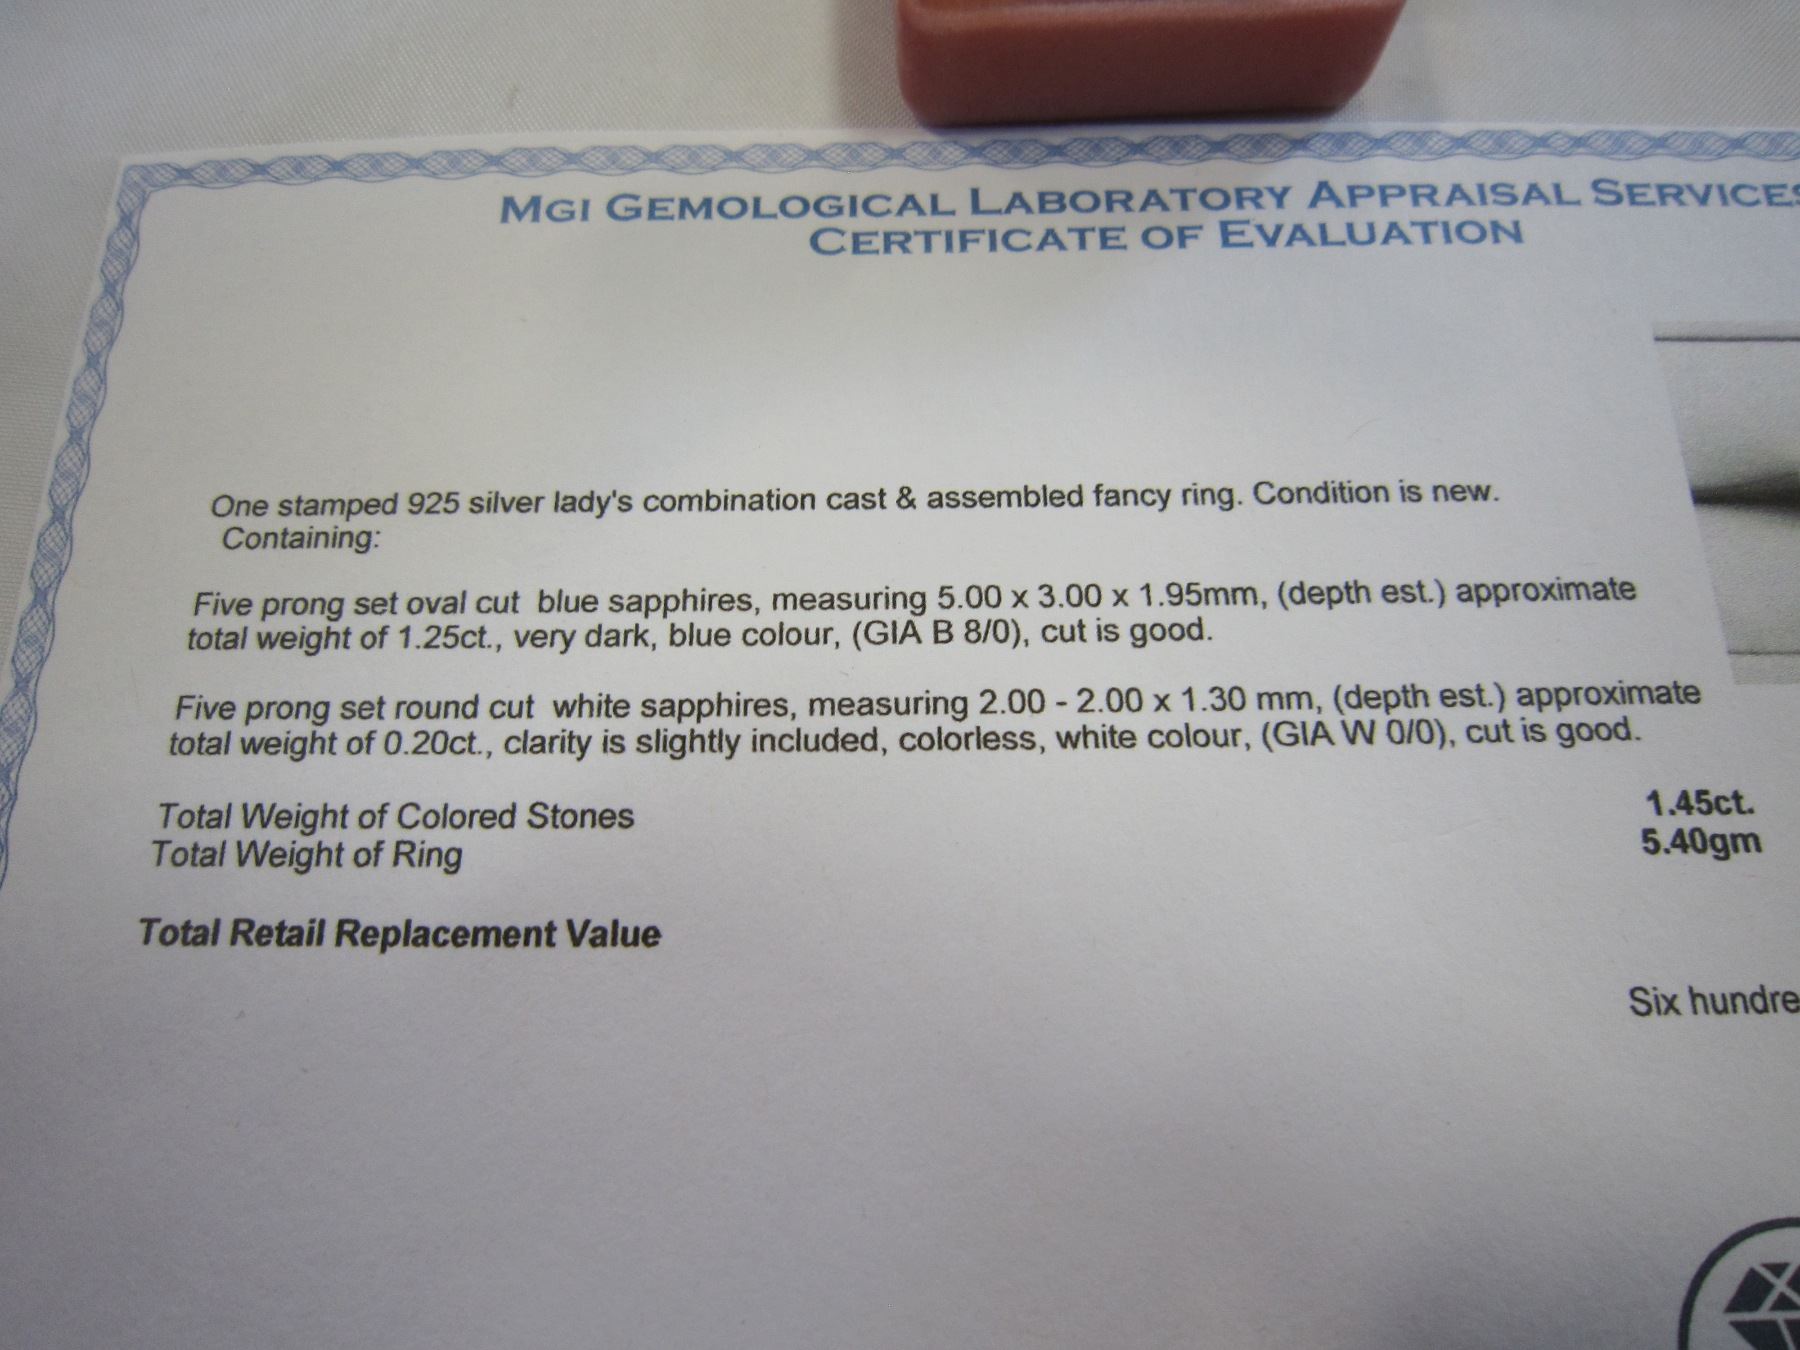 MGI GEMOLOGICAL LABORATORY APPRAISAL SERVICES
CERTIFICATE OF EVALUATION
One stamped 925 silver lady's combination cast & assembled fancy ring. Condition is new.
Containing:
Five prong set oval cut blue sapphires, measuring 5.00 x 3.00 x 1.95mm, (depth est.) approximate
total weight of 1.25ct., very dark, blue colour, (GIA B 8/0), cut is good.
Five prong set round cut white sapphires, measuring 2.00 - 2.00 x 1.30 mm, (depth est.) approximate
total weight of 0.20ct., clarity is slightly included, colorless, white colour, (GIA W 0/0), cut is good.
Total Weight of Colored Stones 1.45ct.
Total Weight of Ring 5.40gm
Total Retail Replacement Value
Six hundre